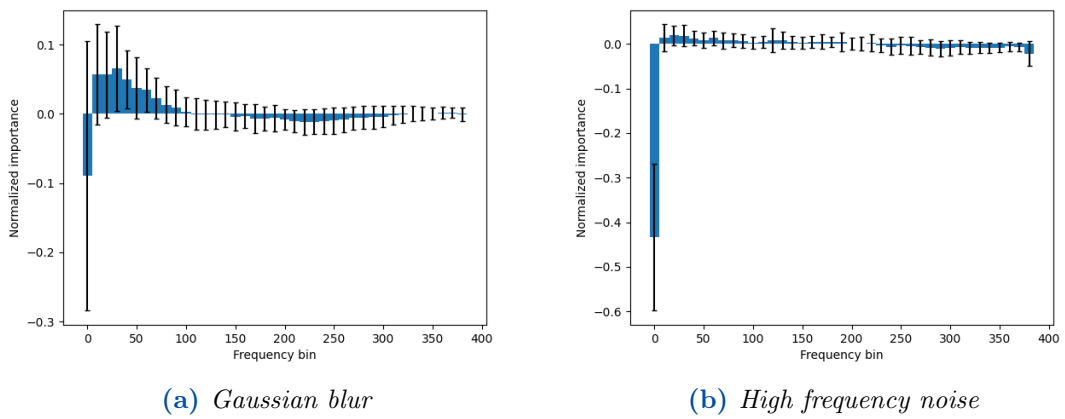 0.1
0.0
−0.1
−0.2
−0.3
Normalized importance
0 50 100 150 200 250 300 350 400
Frequency bin
(a) Gaussian blur
0.0
−0.1
−0.2
−0.3
−0.4
−0.5
−0.6
Normalized importance
0 50 100 150 200 250 300 350 400
Frequency bin
(b) High frequency noise